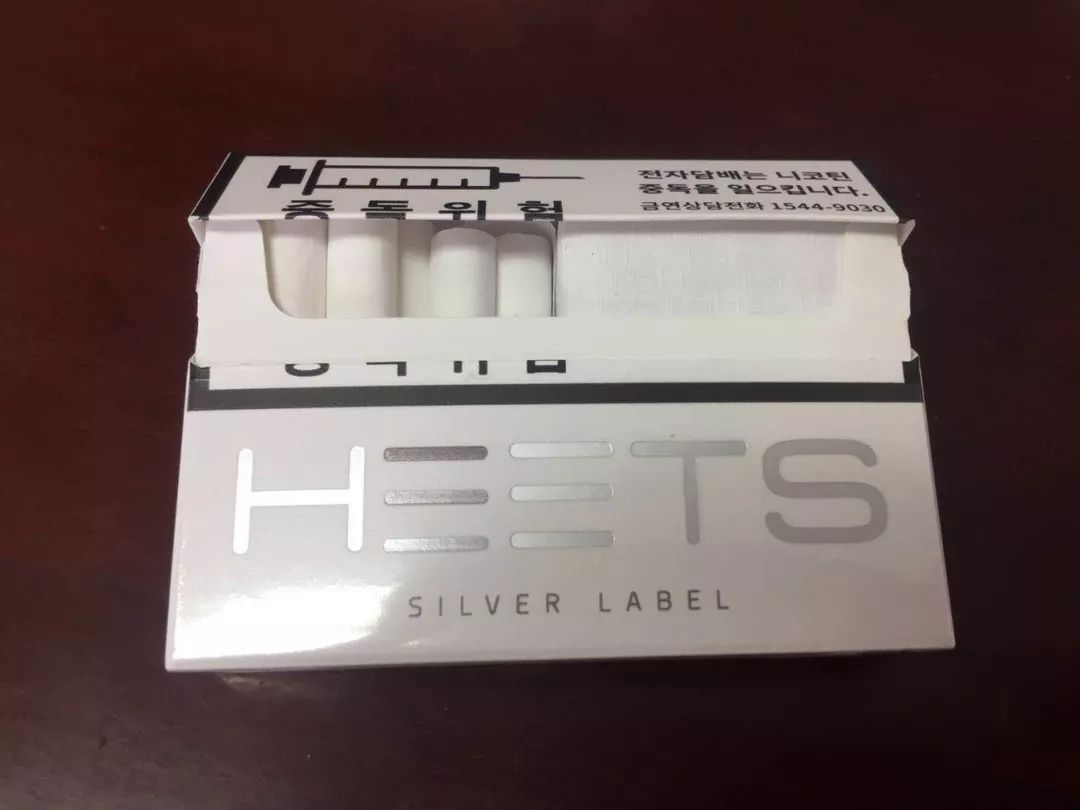 전자담배는 니코틴
중독을 일으킵니다.
금연상담전화 1544-9030
중독위험
HEETS
SILVER LABEL